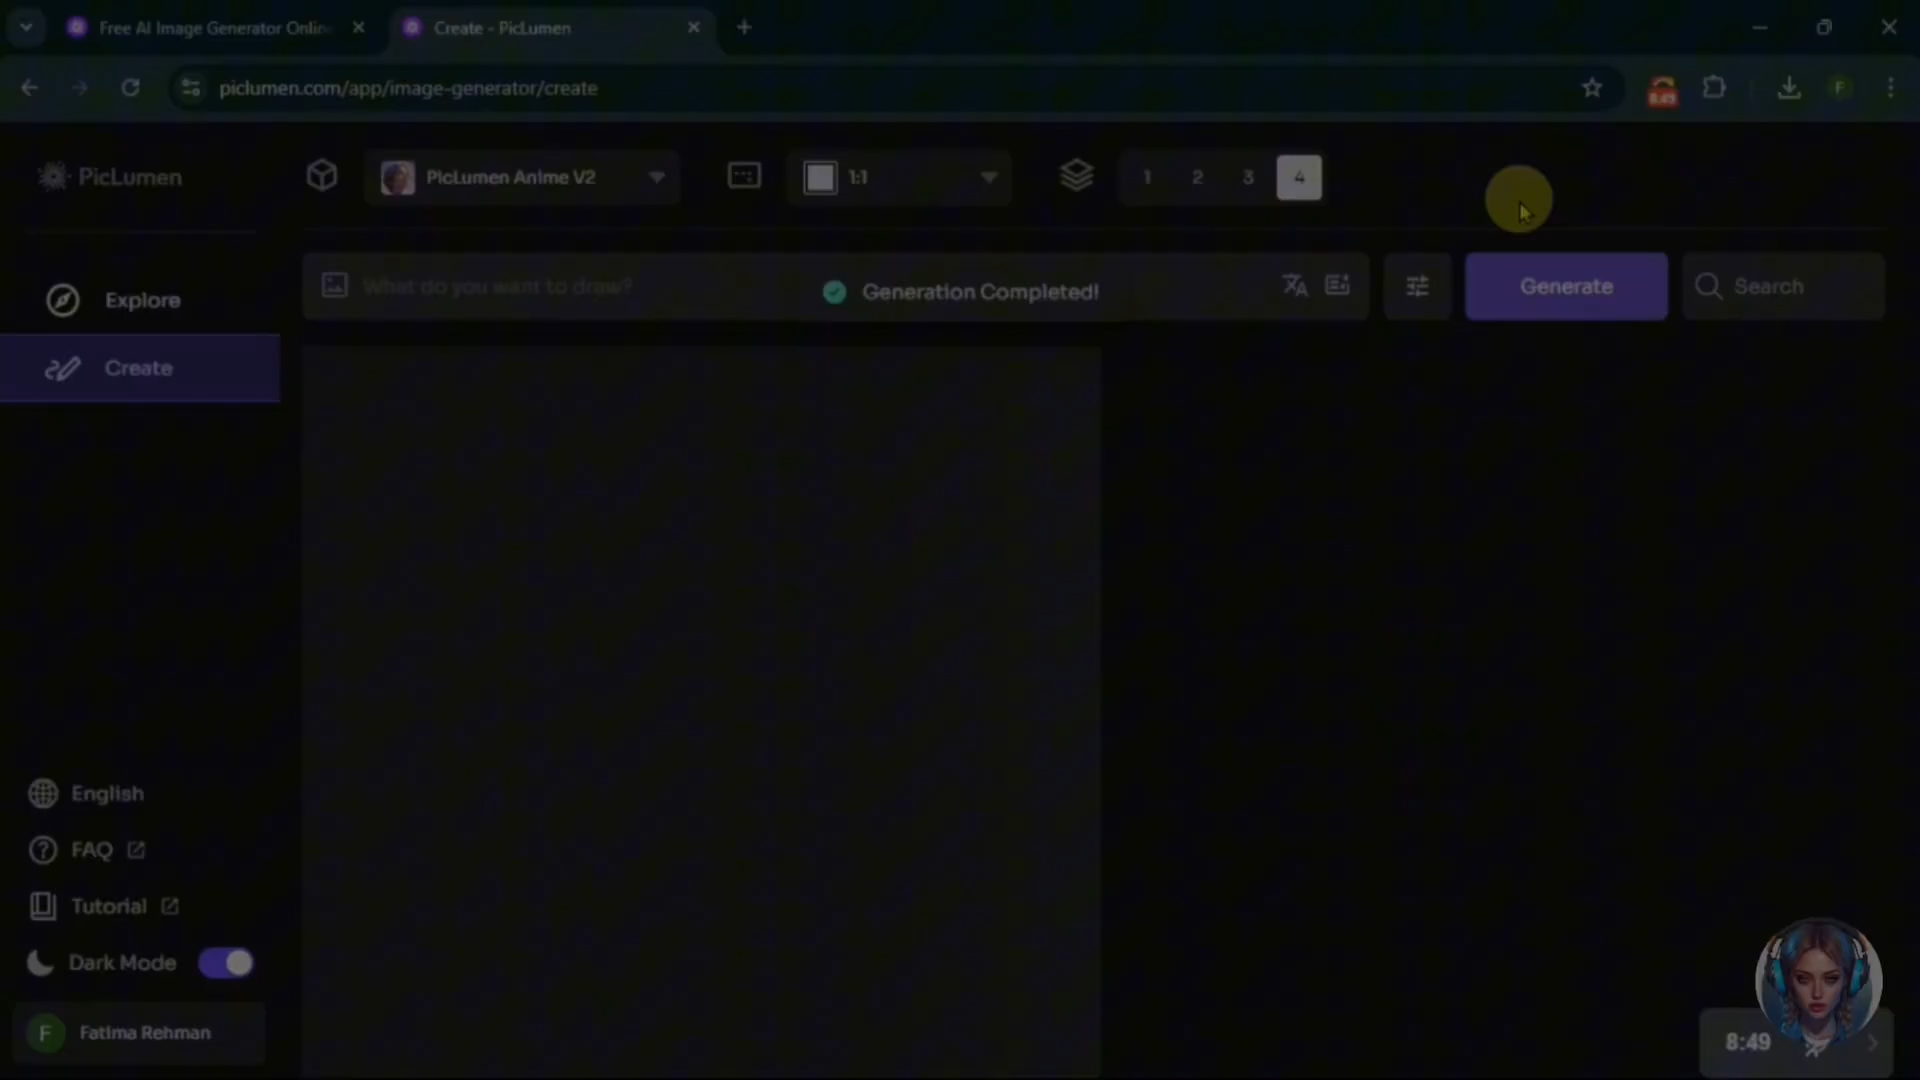 Free AI Image Generator Onlin
Create - PicLumen
piclumen.com/app/image-generator/create
8:49
F
PicLumen
PicLumen Anime V2
1:1
1 2 3 4
What do you want to draw?
Generation Completed!
Generate
Search
Explore
Create
English
FAQ
Tutorial
Dark Mode
F Fatima Rehman
8:49